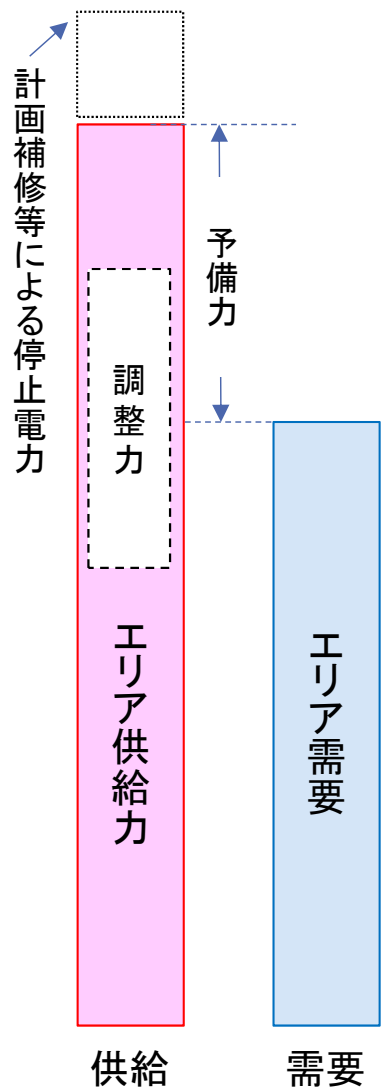 計画補修等による停止電力
予備力
調整力
エリア供給力
エリア需要
供給
需要